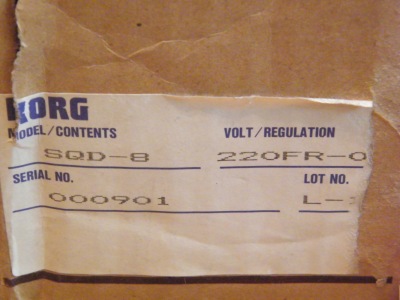 KORG
MODEL/CONTENTS VOLT/REGULATION
SQD-8 220FR-0
SERIAL NO. LOT NO.
000901 L-